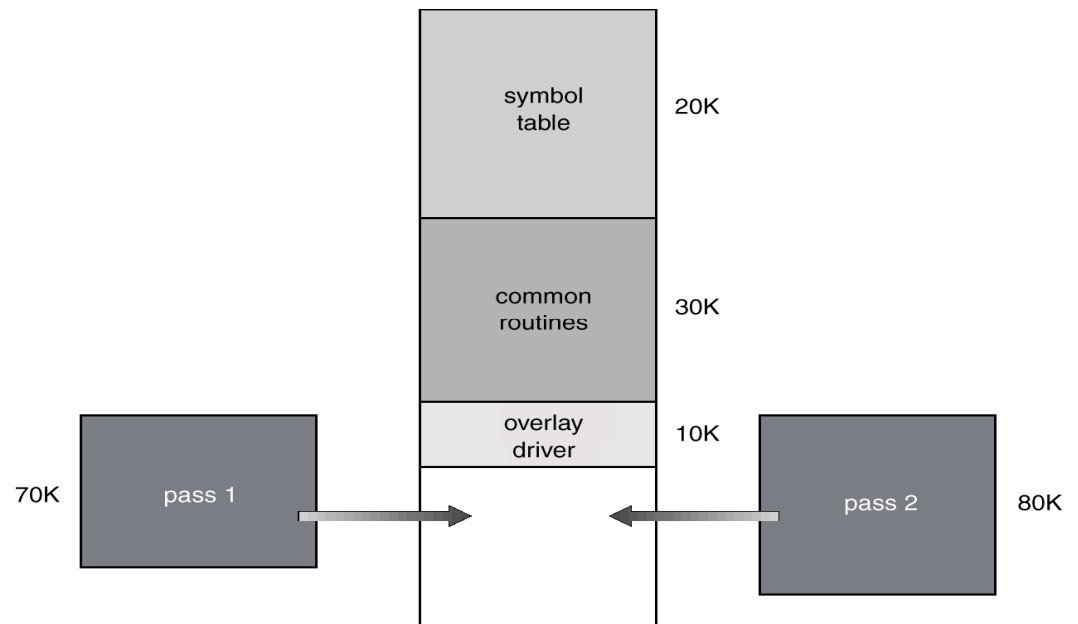 symbol
table
20K
common
routines
30K
overlay
driver
10K
70K
pass 1
pass 2
80K